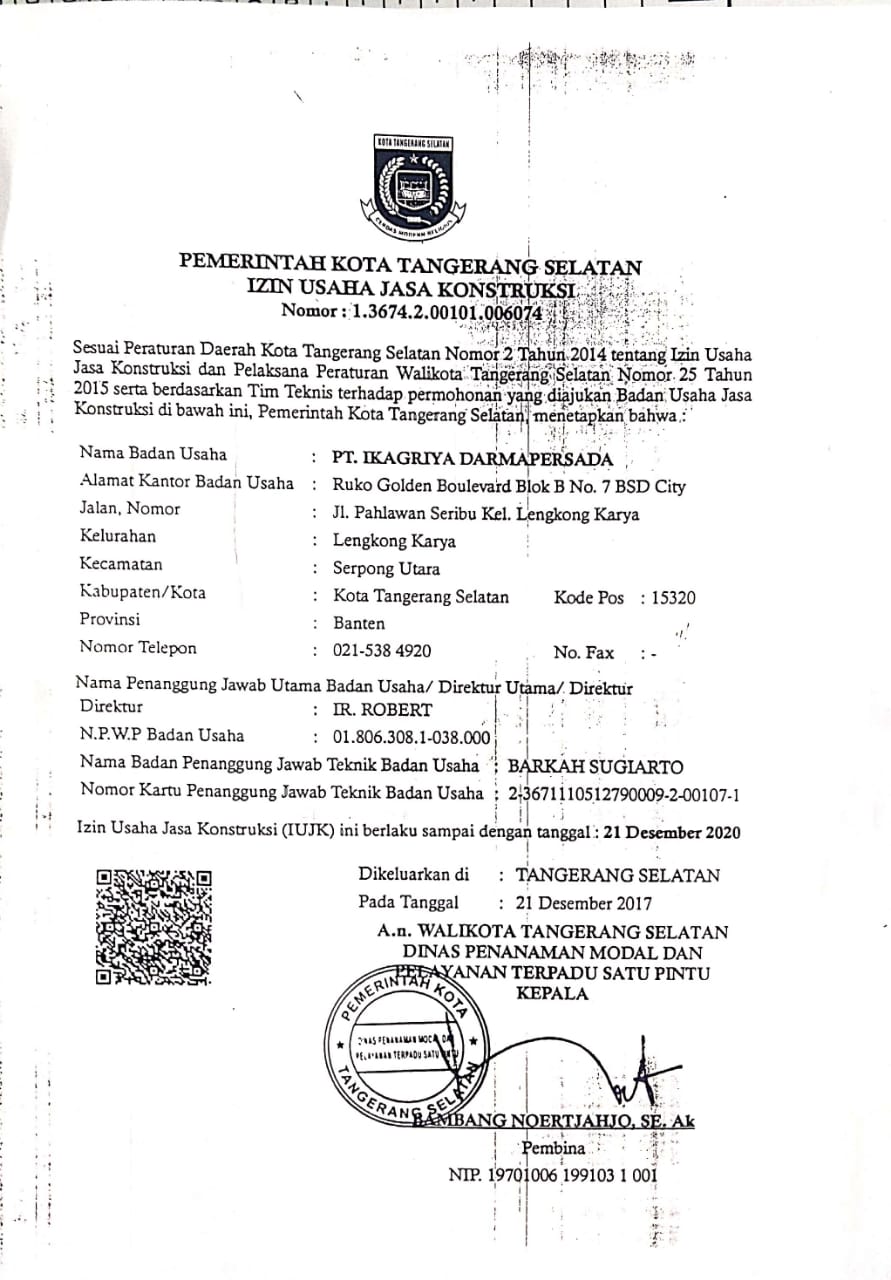 KOTA TANGERANG SELATAN
CERDAS MODERN RELIGIUS
PEMERINTAH KOTA TANGERANG SELATAN
IZIN USAHA JASA KONSTRUKSI
Nomor : 1.3674.2.00101.006074
Sesuai Peraturan Daerah Kota Tangerang Selatan Nomor 2 Tahun 2014 tentang Izin Usaha
Jasa Konstruksi dan Pelaksana Peraturan Walikota Tangerang Selatan Nomor 25 Tahun
2015 serta berdasarkan Tim Teknis terhadap permohonan yang diajukan Badan Usaha Jasa
Konstruksi di bawah ini, Pemerintah Kota Tangerang Selatan, menetapkan bahwa :
Nama Badan Usaha : PT. IKAGRIYA DARMAPERSADA
Alamat Kantor Badan Usaha : Ruko Golden Boulevard Blok B No. 7 BSD City
Jalan, Nomor : Jl. Pahlawan Seribu Kel. Lengkong Karya
Kelurahan : Lengkong Karya
Kecamatan : Serpong Utara
Kabupaten/Kota : Kota Tangerang Selatan Kode Pos : 15320
Provinsi : Banten
Nomor Telepon : 021-538 4920 No. Fax : -
Nama Penanggung Jawab Utama Badan Usaha/ Direktur Utama/ Direktur
Direktur : IR. ROBERT
N.P.W.P Badan Usaha : 01.806.308.1-038.000
Nama Badan Penanggung Jawab Teknik Badan Usaha : BARKAH SUGIARTO
Nomor Kartu Penanggung Jawab Teknik Badan Usaha : 2-3671110512790009-2-00107-1
Izin Usaha Jasa Konstruksi (IUJK) ini berlaku sampai dengan tanggal : 21 Desember 2020
Dikeluarkan di : TANGERANG SELATAN
Pada Tanggal : 21 Desember 2017
A.n. WALIKOTA TANGERANG SELATAN
DINAS PENANAMAN MODAL DAN
PELAYANAN TERPADU SATU PINTU
KEPALA
PEMERINTAH KOTA
DINAS PENANAMAN MODAL DAN
PELAYANAN TERPADU SATU PINTU
TANGERANG SELATAN
BAMBANG NOERTJAHJO, SE. Ak
Pembina
NIP. 19701006 199103 1 001